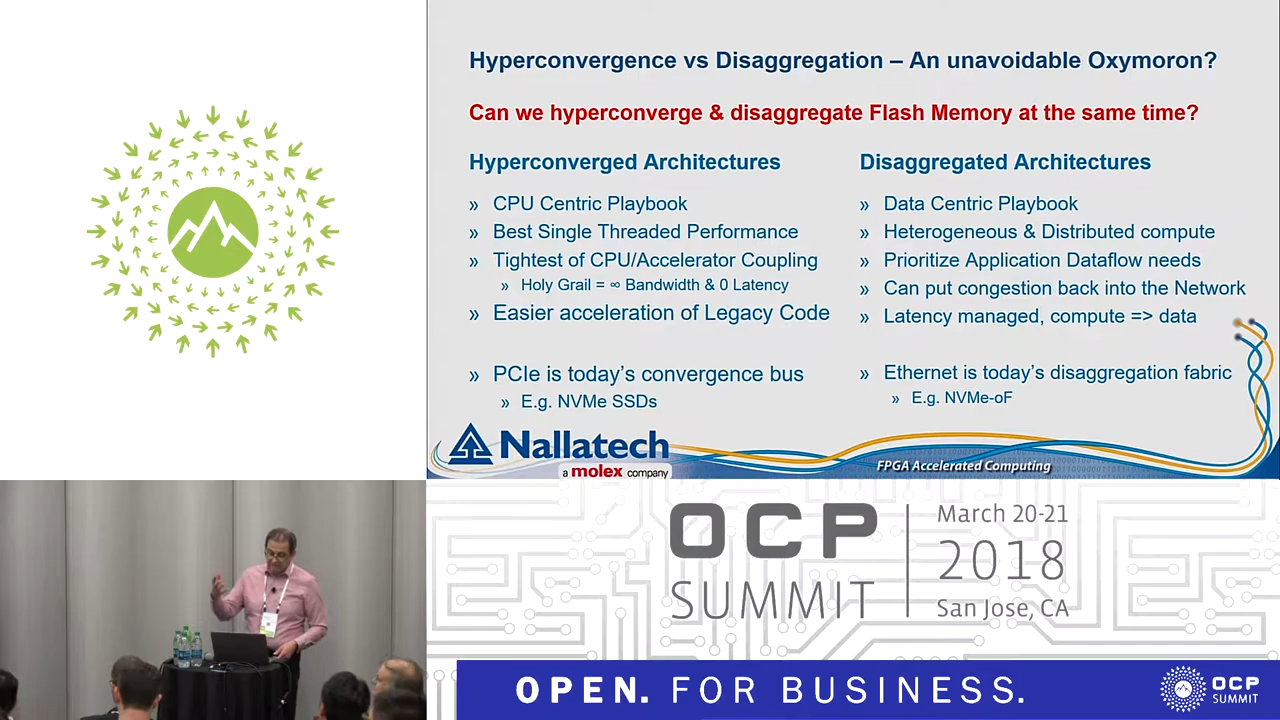 Hyperconvergence vs Disaggregation – An unavoidable Oxymoron?
Can we hyperconverge & disaggregate Flash Memory at the same time?
Hyperconverged Architectures
» CPU Centric Playbook
» Best Single Threaded Performance
» Tightest of CPU/Accelerator Coupling
» Holy Grail = ∞ Bandwidth & 0 Latency
» Easier acceleration of Legacy Code
» PCIe is today's convergence bus
» E.g. NVMe SSDs
Disaggregated Architectures
» Data Centric Playbook
» Heterogeneous & Distributed compute
» Prioritize Application Dataflow needs
» Can put congestion back into the Network
» Latency managed, compute => data
» Ethernet is today's disaggregation fabric
» E.g. NVMe-oF
Nallatech
a molex company
FPGA Accelerated Computing
OCP
SUMMIT
March 20-21
2018
San Jose, CA
OPEN. FOR BUSINESS.
OCP
SUMMIT